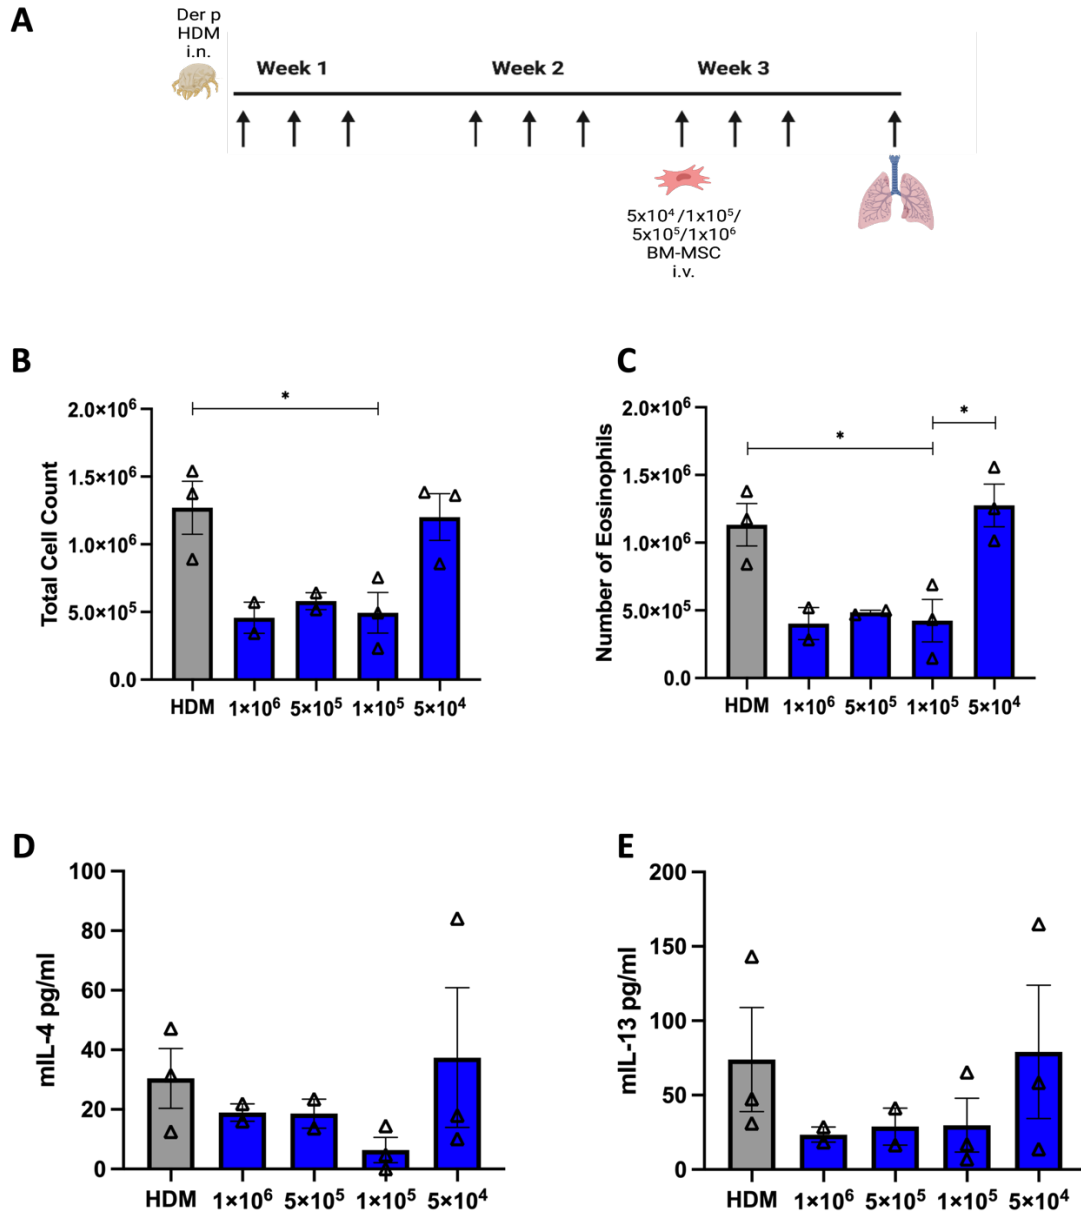 A
Der p
HDM
i.n.
Week 1 Week 2 Week 3
5x10⁴/1x10⁵/
5x10⁵/1x10⁶
BM-MSC
i.v.
B
Total Cell Count
2.0×10⁶
1.5×10⁶
1.0×10⁶
5.0×10⁵
0.0
*
HDM 1×10⁶ 5×10⁵ 1×10⁵ 5×10⁴
C
Number of Eosinophils
2.0×10⁶
1.5×10⁶
1.0×10⁶
5.0×10⁵
0.0
*
*
HDM 1×10⁶ 5×10⁵ 1×10⁵ 5×10⁴
D
mIL-4 pg/ml
100
80
60
40
20
0
HDM 1×10⁶ 5×10⁵ 1×10⁵ 5×10⁴
E
mIL-13 pg/ml
200
150
100
50
0
HDM 1×10⁶ 5×10⁵ 1×10⁵ 5×10⁴